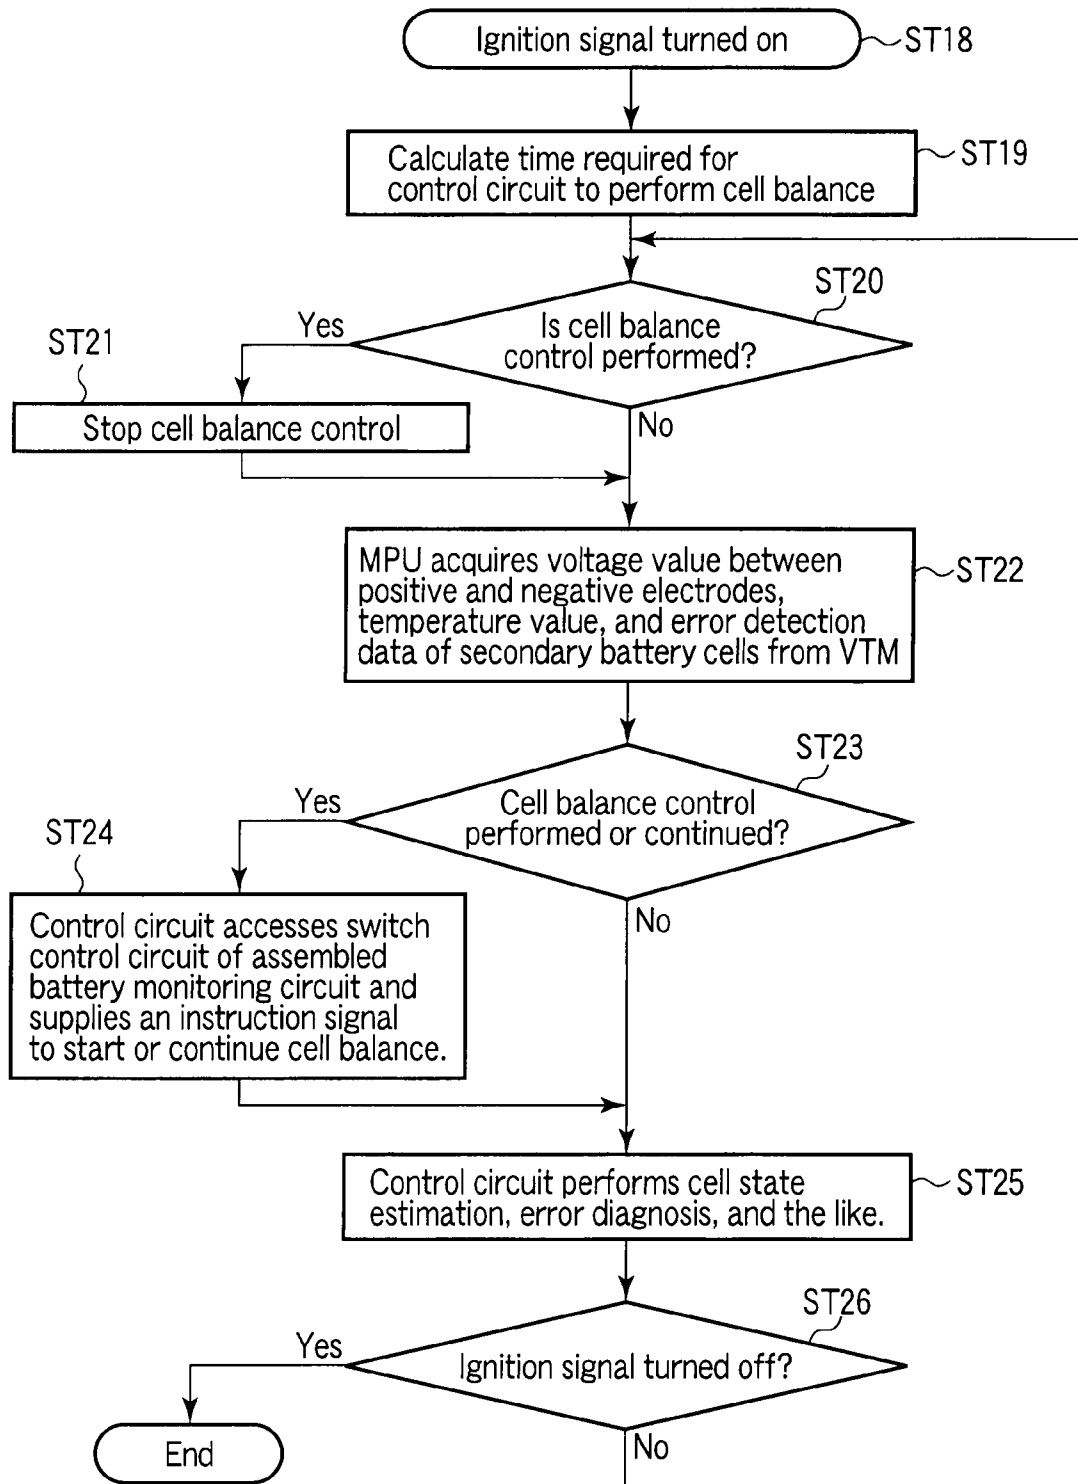 Ignition signal turned on
ST18
Calculate time required for
control circuit to perform cell balance
ST19
ST20
Is cell balance
control performed?
Yes
No
ST21
Stop cell balance control
MPU acquires voltage value between
positive and negative electrodes,
temperature value, and error detection
data of secondary battery cells from VTM
ST22
ST23
Cell balance control
performed or continued?
Yes
No
ST24
Control circuit accesses switch
control circuit of assembled
battery monitoring circuit and
supplies an instruction signal
to start or continue cell balance.
Control circuit performs cell state
estimation, error diagnosis, and the like.
ST25
ST26
Ignition signal turned off?
Yes
No
End